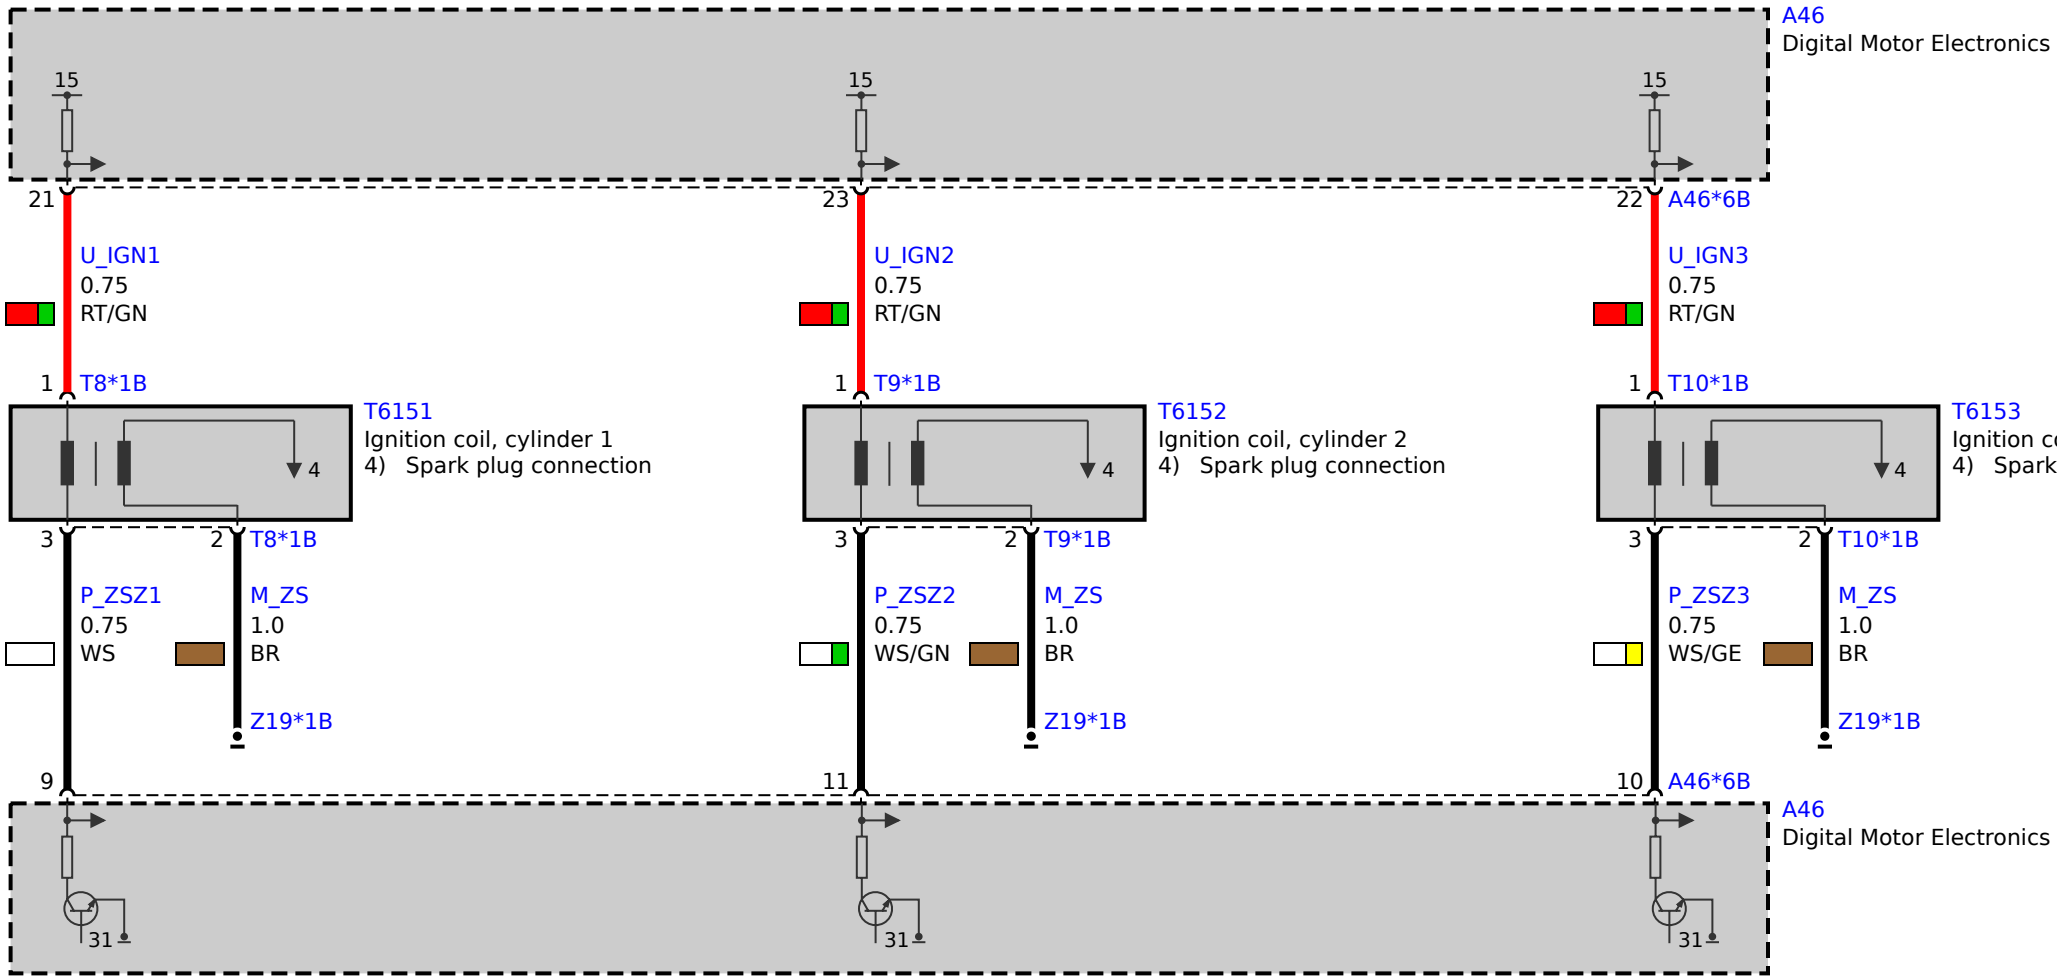 A46
Digital Motor Electronics
15 15 15
21 23 22 A46*6B
U_IGN1 U_IGN2 U_IGN3
0.75 0.75 0.75
RT/GN RT/GN RT/GN
1 T8*1B 1 T9*1B 1 T10*1B
T6151 T6152 T6153
Ignition coil, cylinder 1 Ignition coil, cylinder 2 Ignition
4) Spark plug connection 4) Spark plug connection 4) Spark
4 4 4
3 2 T8*1B 3 2 T9*1B 3 2 T10*1B
P_ZSZ1 M_ZS P_ZSZ2 M_ZS P_ZSZ3 M_ZS
0.75 1.0 0.75 1.0 0.75 1.0
WS BR WS/GN BR WS/GE BR
Z19*1B Z19*1B Z19*1B
9 11 10 A46*6B
A46
Digital Motor Electronics
31 31 31